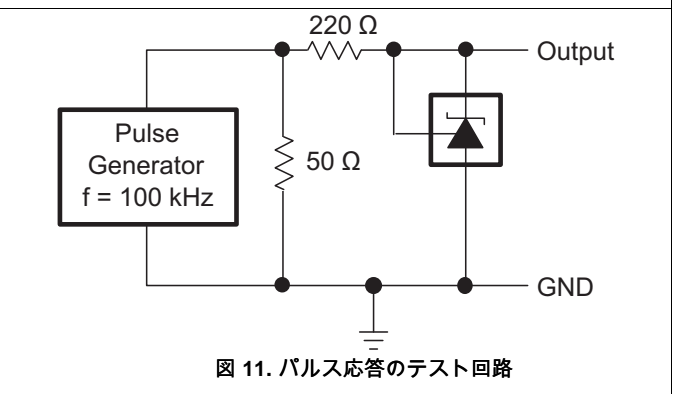 220 Ω
Output
Pulse
Generator
f = 100 kHz
50 Ω
GND
図 11. パルス応答のテスト回路